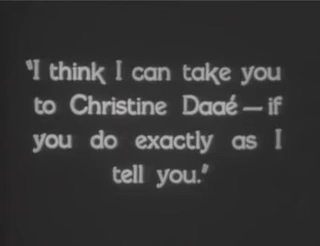 "I think I can take you
to Christine Daaé — if
you do exactly as I
tell you."